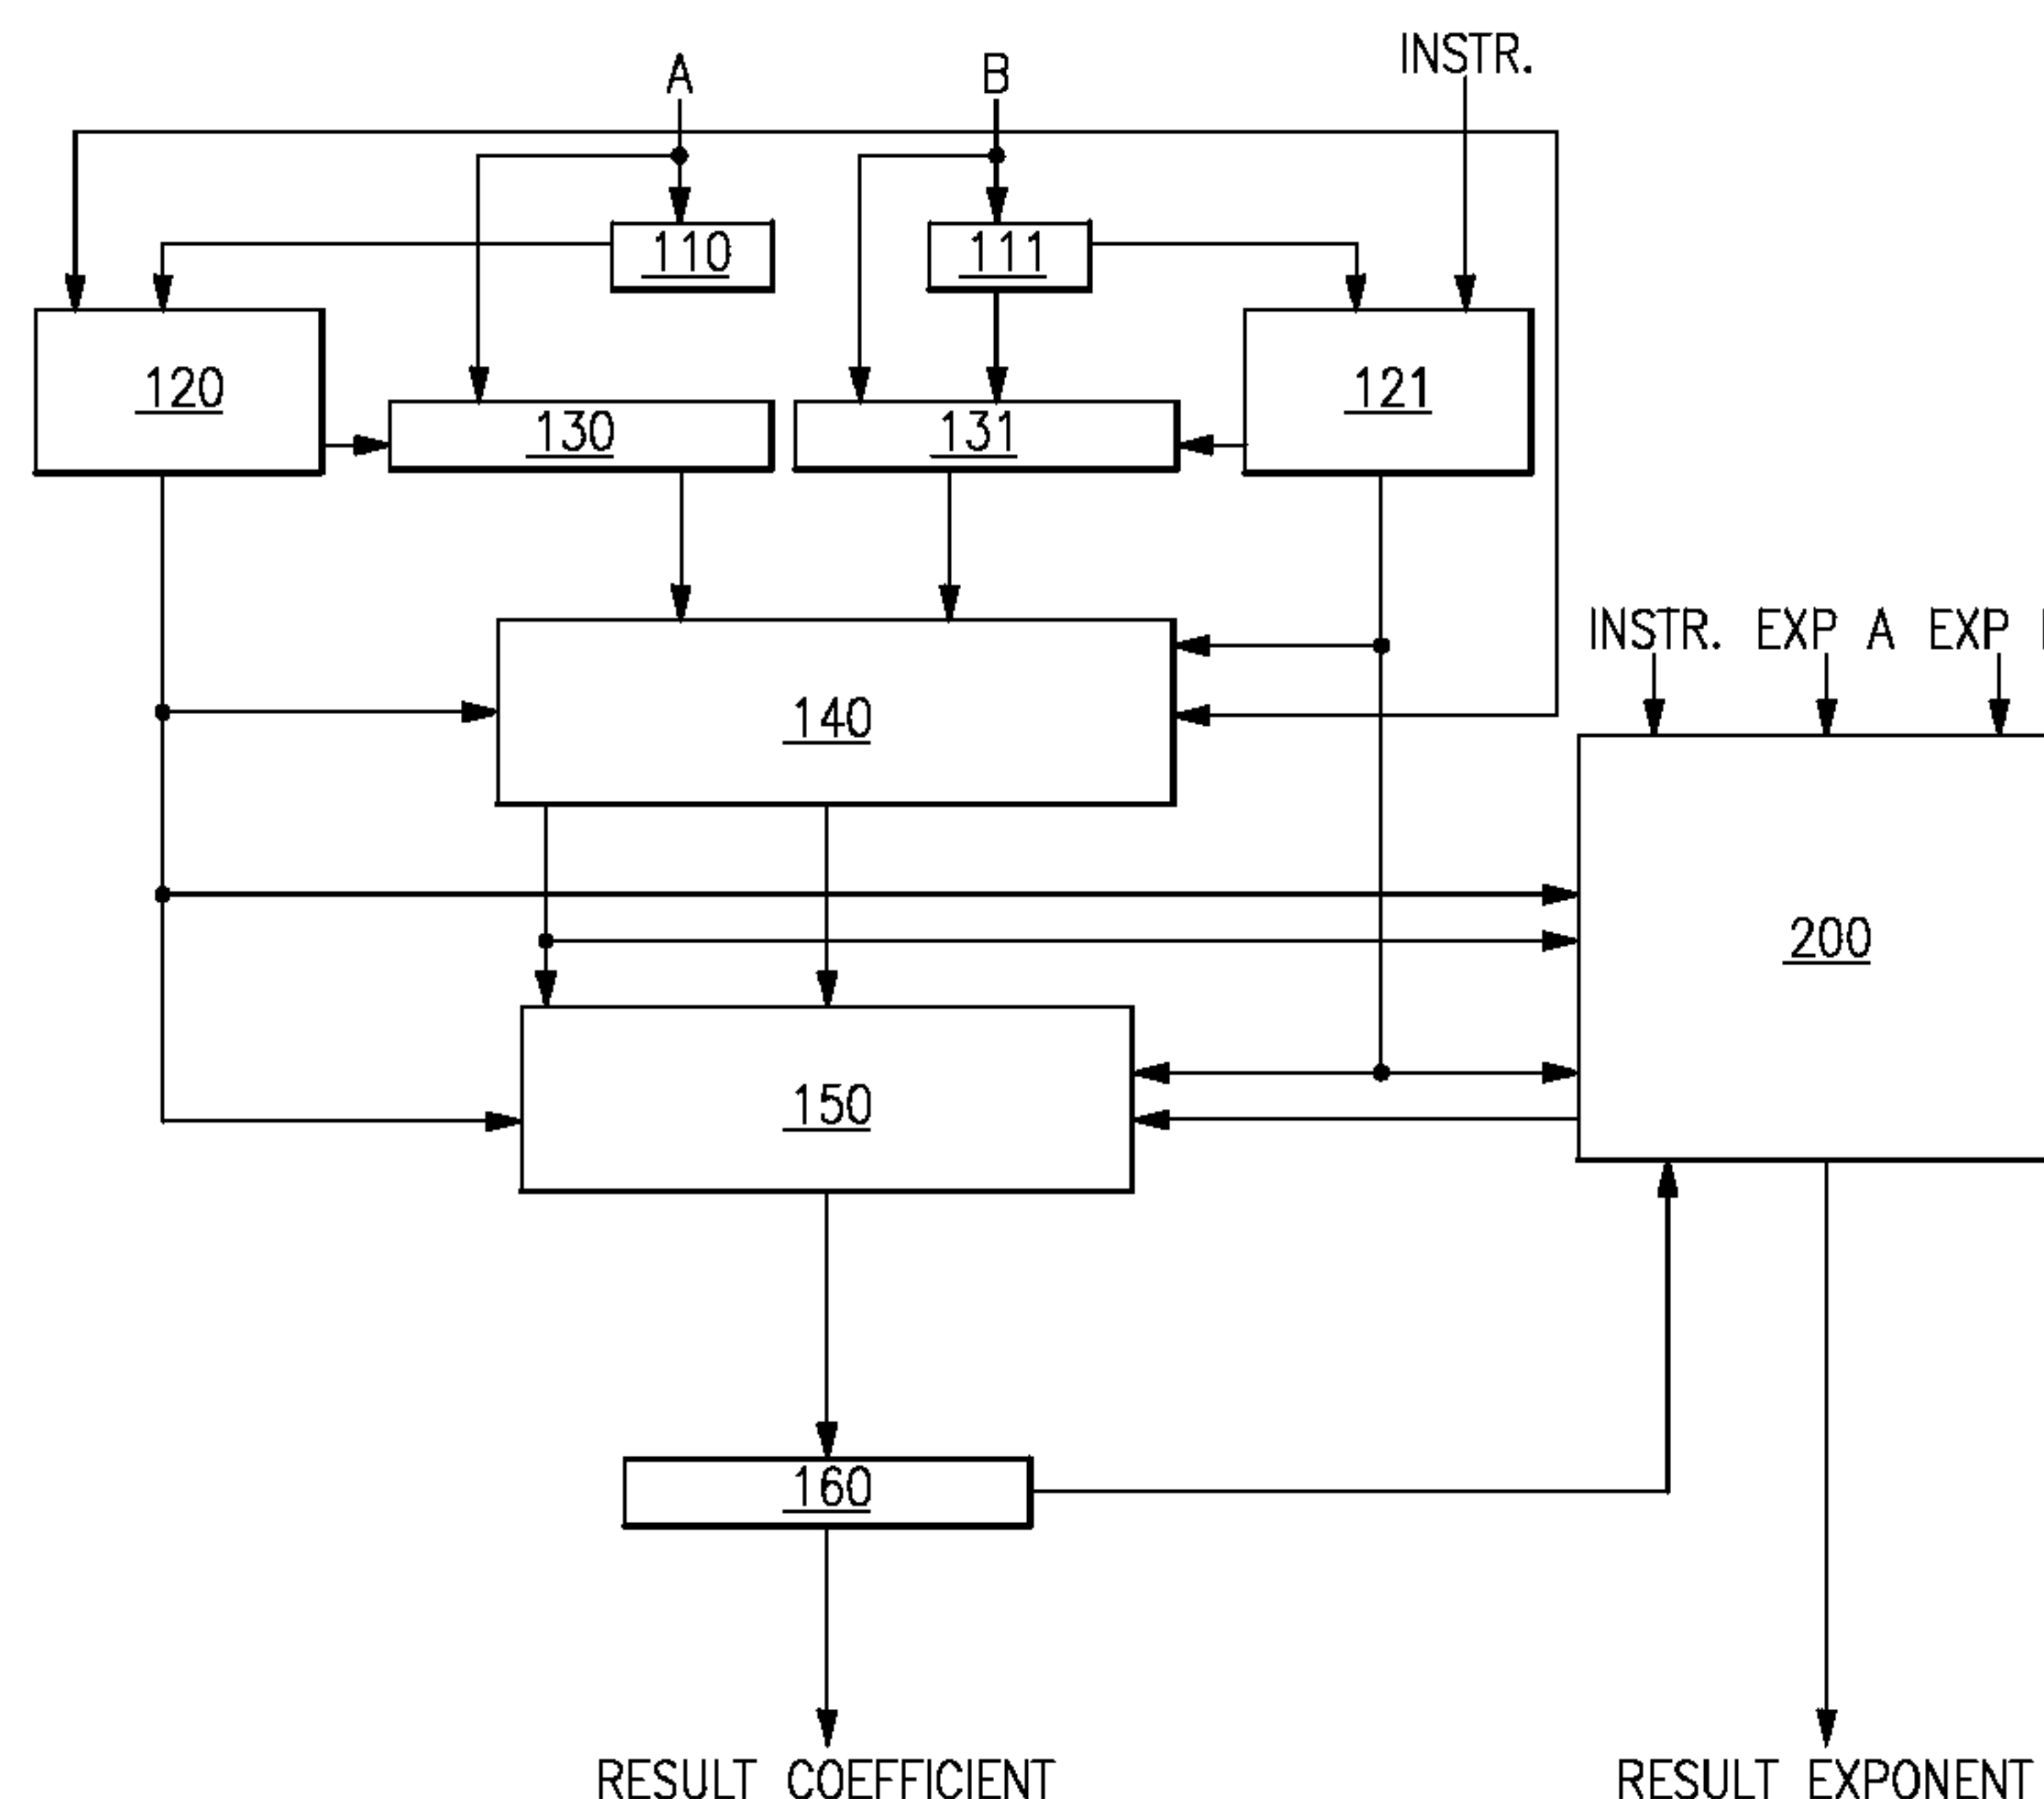 INSTR.
A B
110 111
120 121
130 131
INSTR. EXP A EXP
140
200
150
160
RESULT COEFFICIENT RESULT EXPONENT